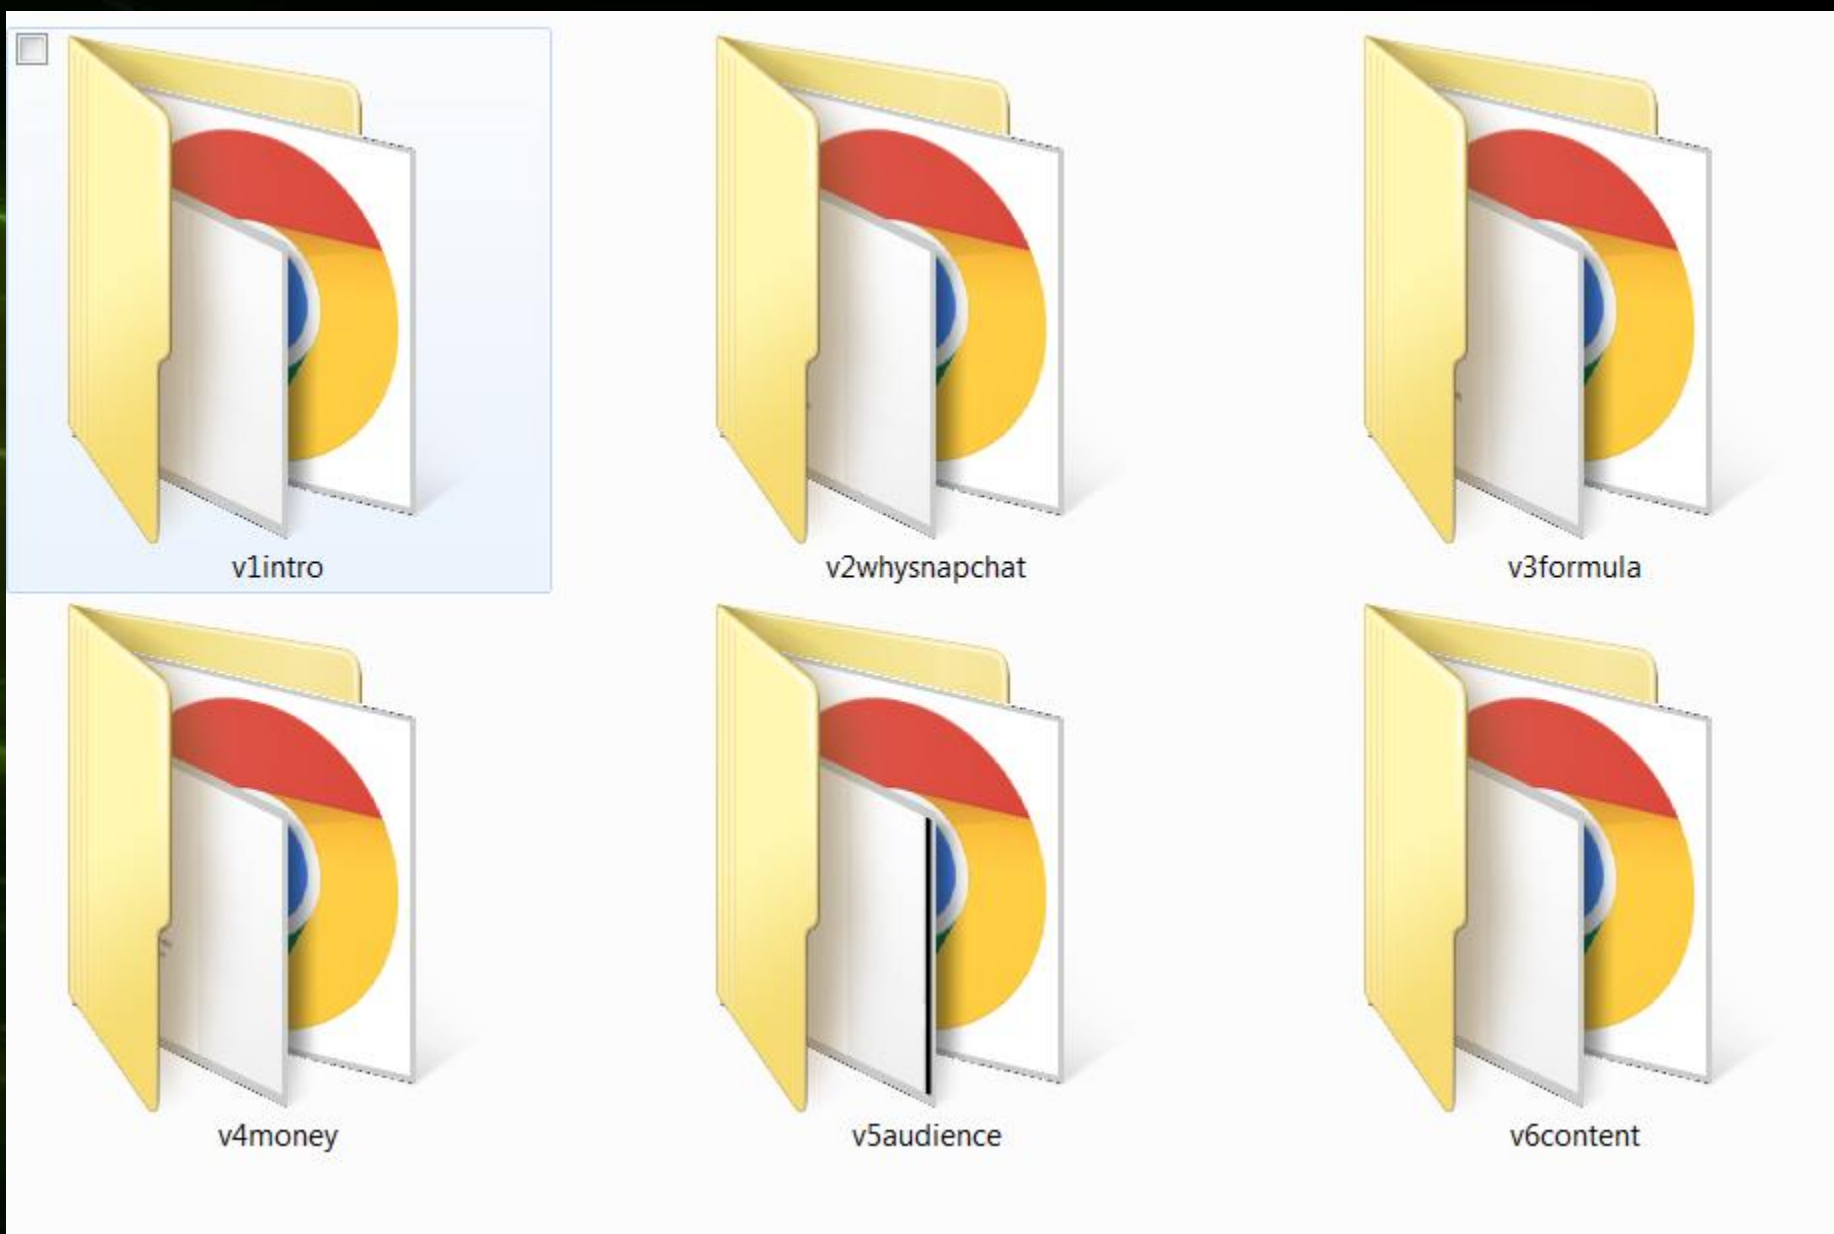 v1intro
v2whysnapchat
v3formula
v4money
v5audience
v6content